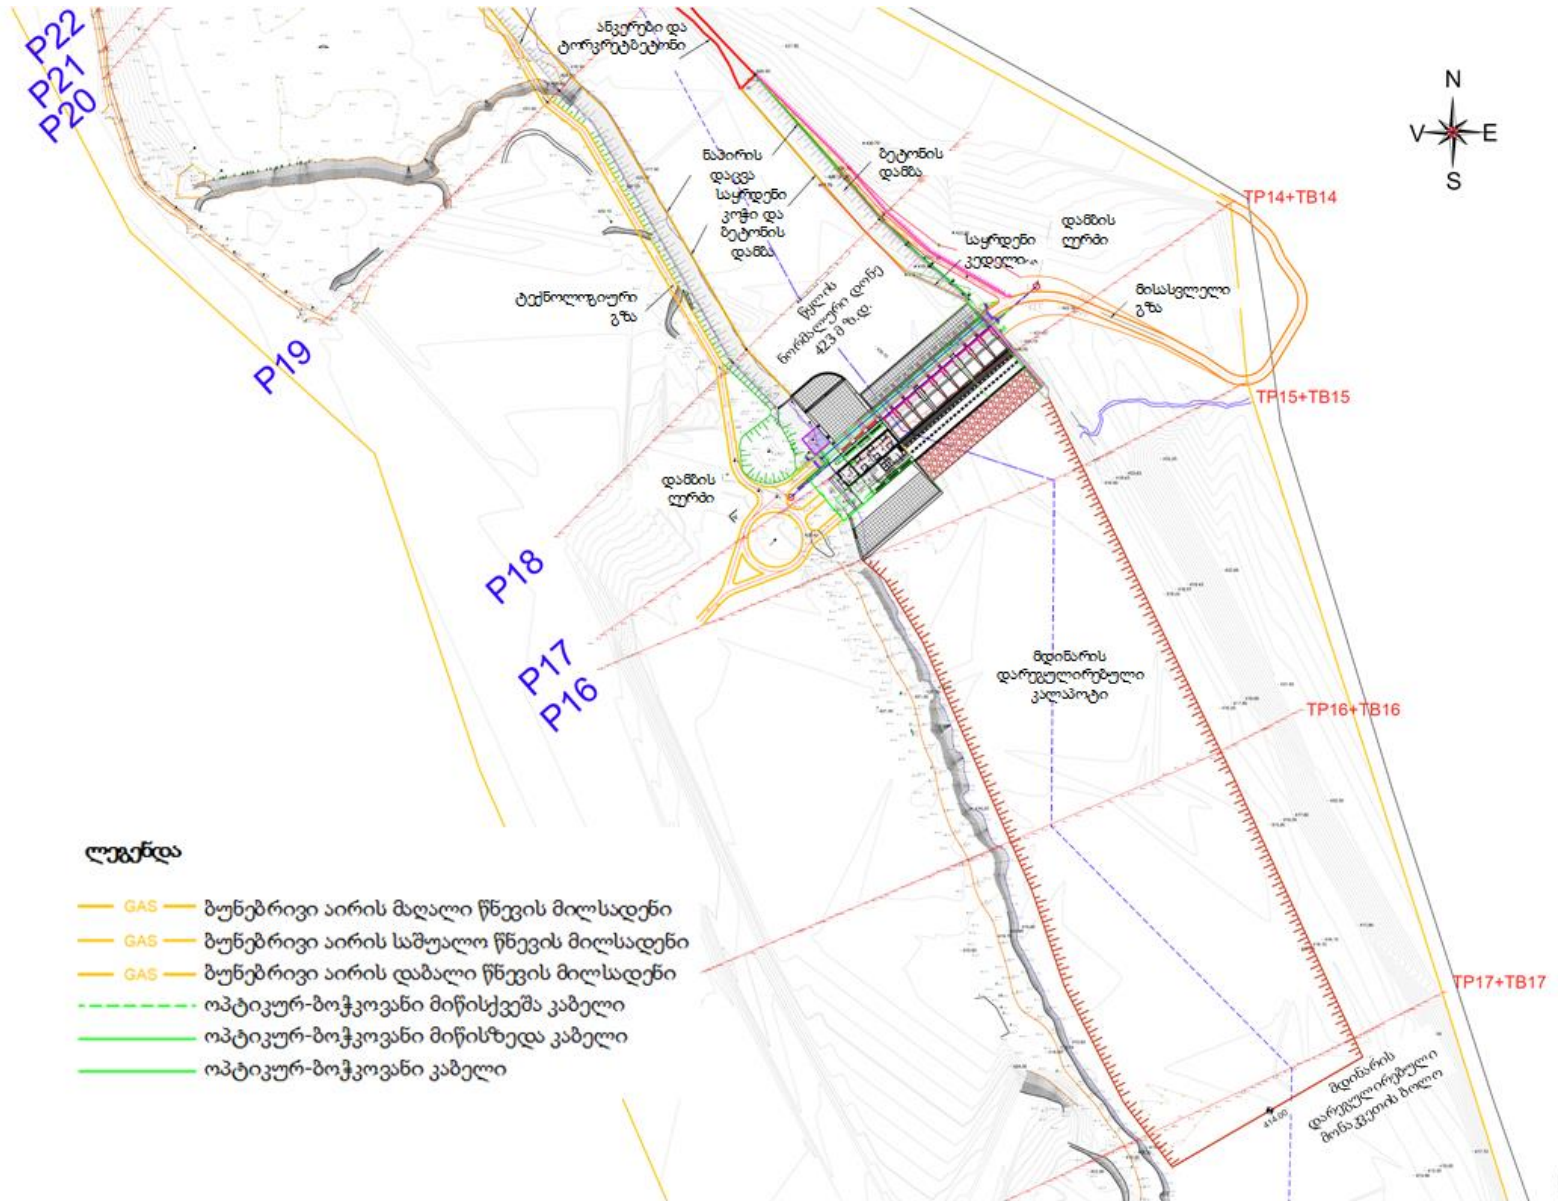 P22
P21
P20
ანკერები და
ტორკრეტბეტონი
N
V
E
S
ნაპირის
დაცვა
საყრდენი
კოჭი და
ბეტონის
დამბა
ბეტონის
დამბა
TP14+TB14
საყრდენი
კედელი
დამბის
ღერძი
მისასვლელი
გზა
ტექნოლოგიური
გზა
წყლის
ნორმალური დონე
423 მ ზ.დ.
P19
TP15+TB15
დამბის
ღერძი
P18
P17
P16
მდინარის
დარეგულირებული
კალაპოტი
TP16+TB16
TP17+TB17
მდინარის
დარეგულირებული
მონაკვეთის ბოლო
414.00
ლეგენდა
GAS ბუნებრივი აირის მაღალი წნევის მილსადენი
GAS ბუნებრივი აირის საშუალო წნევის მილსადენი
GAS ბუნებრივი აირის დაბალი წნევის მილსადენი
ოპტიკურ-ბოჭკოვანი მიწისქვეშა კაბელი
ოპტიკურ-ბოჭკოვანი მიწისზედა კაბელი
ოპტიკურ-ბოჭკოვანი კაბელი